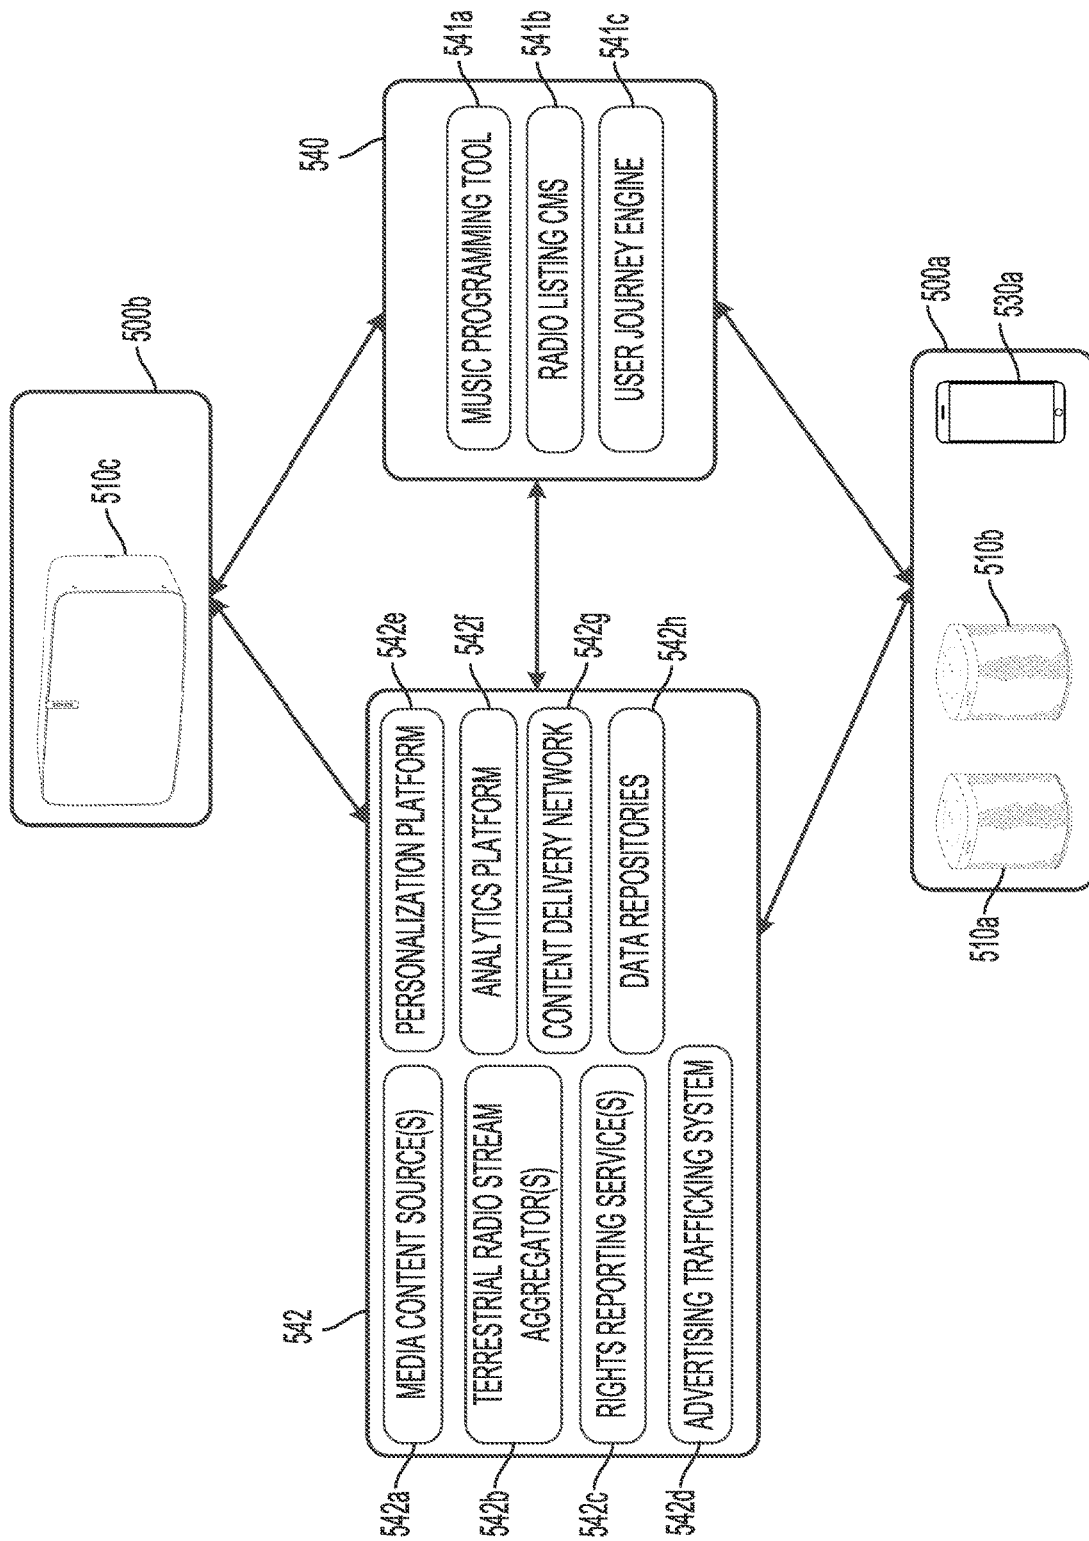 500b
510c
542
542a
MEDIA CONTENT SOURCE(S)
542b
TERRESTRIAL RADIO STREAM
AGGREGATOR(S)
542c
RIGHTS REPORTING SERVICE(S)
542d
ADVERTISING TRAFFICKING SYSTEM
PERSONALIZATION PLATFORM
542e
ANALYTICS PLATFORM
542f
CONTENT DELIVERY NETWORK
542g
DATA REPOSITORIES
542h
540
MUSIC PROGRAMMING TOOL
541a
RADIO LISTING CMS
541b
USER JOURNEY ENGINE
541c
510a
510b
500a
530a